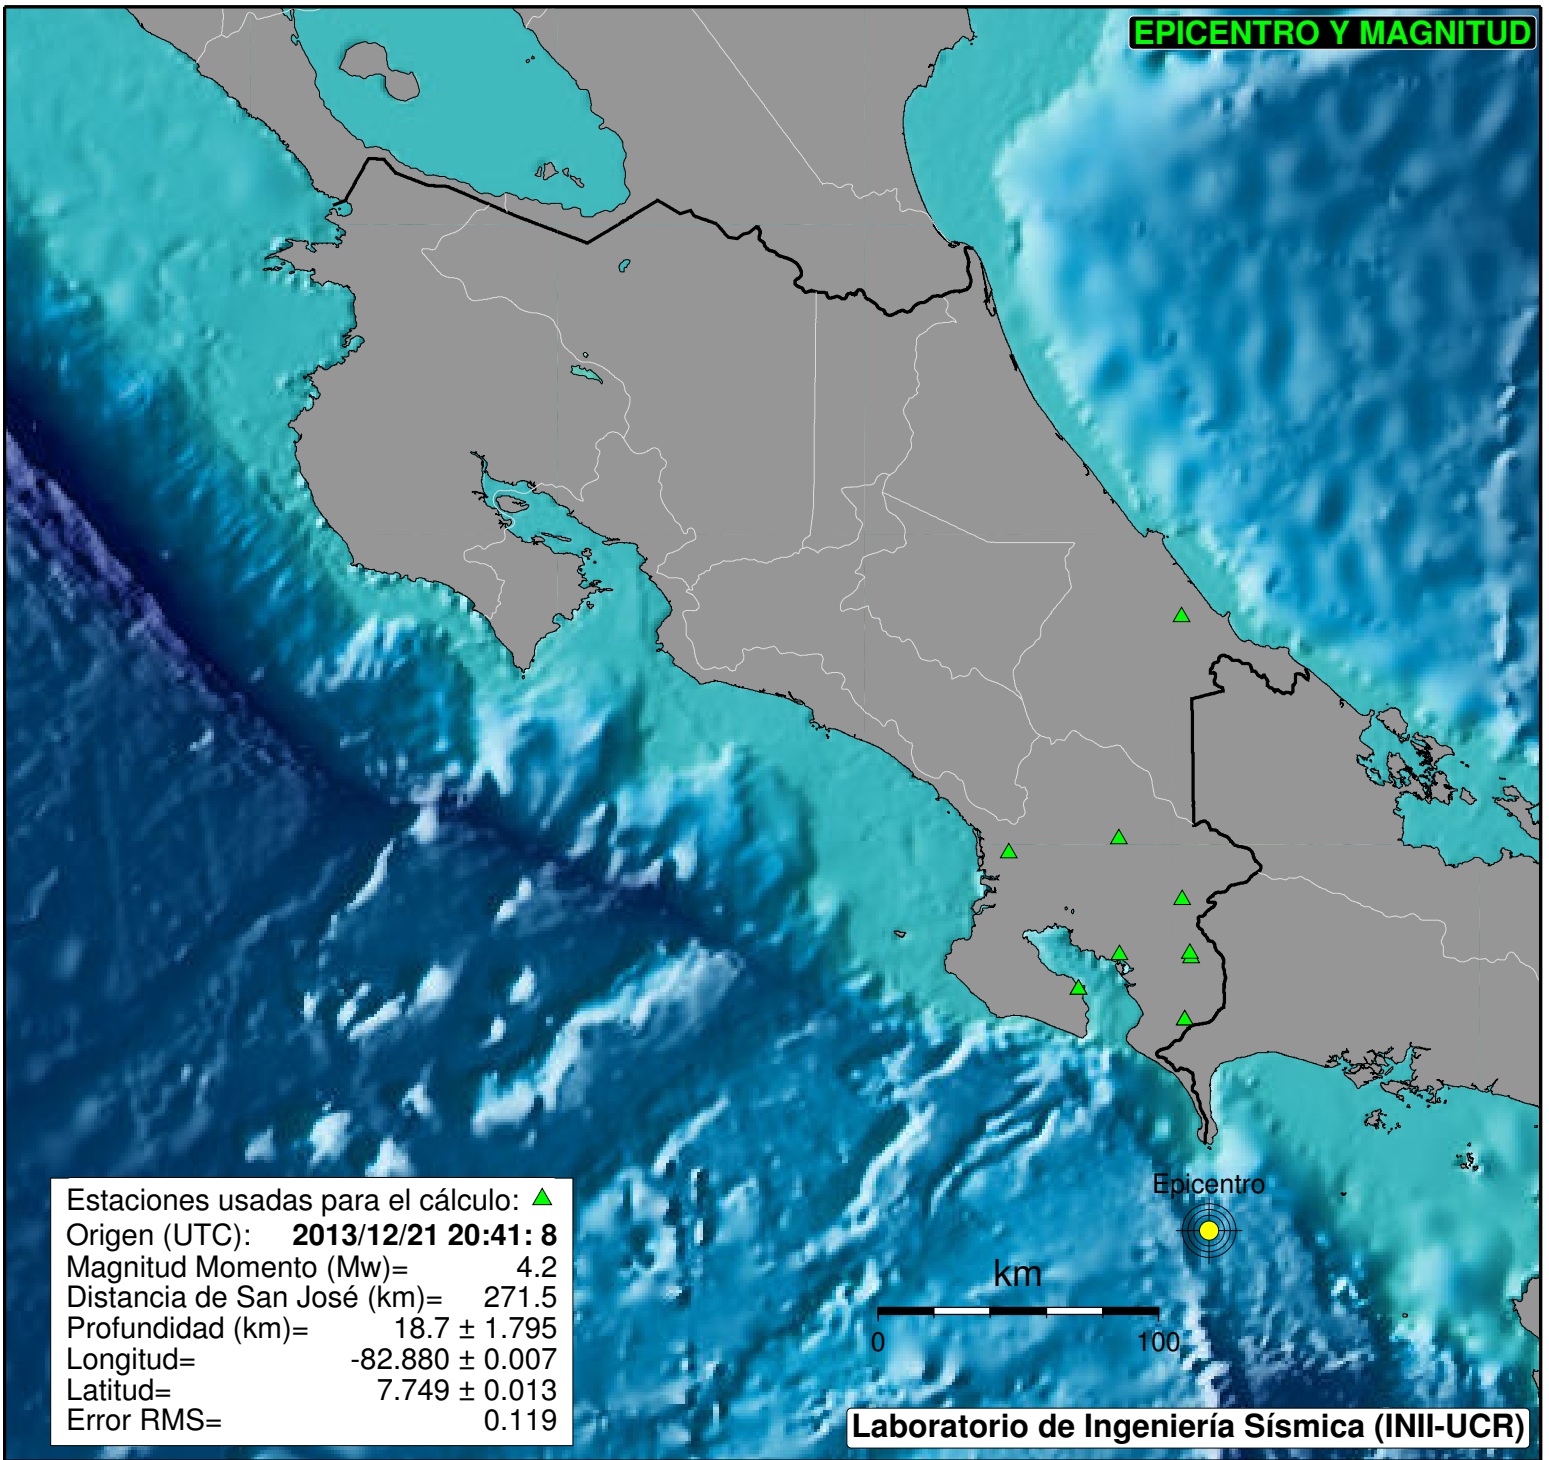 EPICENTRO Y MAGNITUD
Epicentro
km
0 100
Estaciones usadas para el cálculo:
Origen (UTC): 2013/12/21 20:41: 8
Magnitud Momento (Mw)= 4.2
Distancia de San José (km)= 271.5
Profundidad (km)= 18.7 ± 1.795
Longitud= -82.880 ± 0.007
Latitud= 7.749 ± 0.013
Error RMS= 0.119
Laboratorio de Ingeniería Sísmica (INII-UCR)